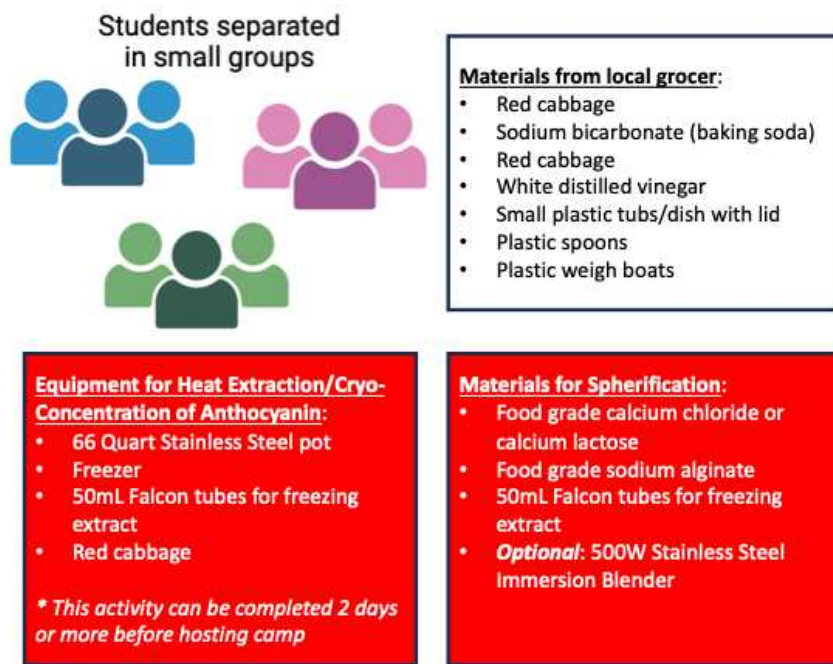 Students separated
in small groups
Materials from local grocer:
• Red cabbage
• Sodium bicarbonate (baking soda)
• Red cabbage
• White distilled vinegar
• Small plastic tubs/dish with lid
• Plastic spoons
• Plastic weigh boats
Equipment for Heat Extraction/Cryo-
Concentration of Anthocyanin:
• 66 Quart Stainless Steel pot
• Freezer
• 50mL Falcon tubes for freezing
extract
• Red cabbage
* This activity can be completed 2 days
or more before hosting camp
Materials for Spherification:
• Food grade calcium chloride or
calcium lactose
• Food grade sodium alginate
• 50mL Falcon tubes for freezing
extract
• Optional: 500W Stainless Steel
Immersion Blender